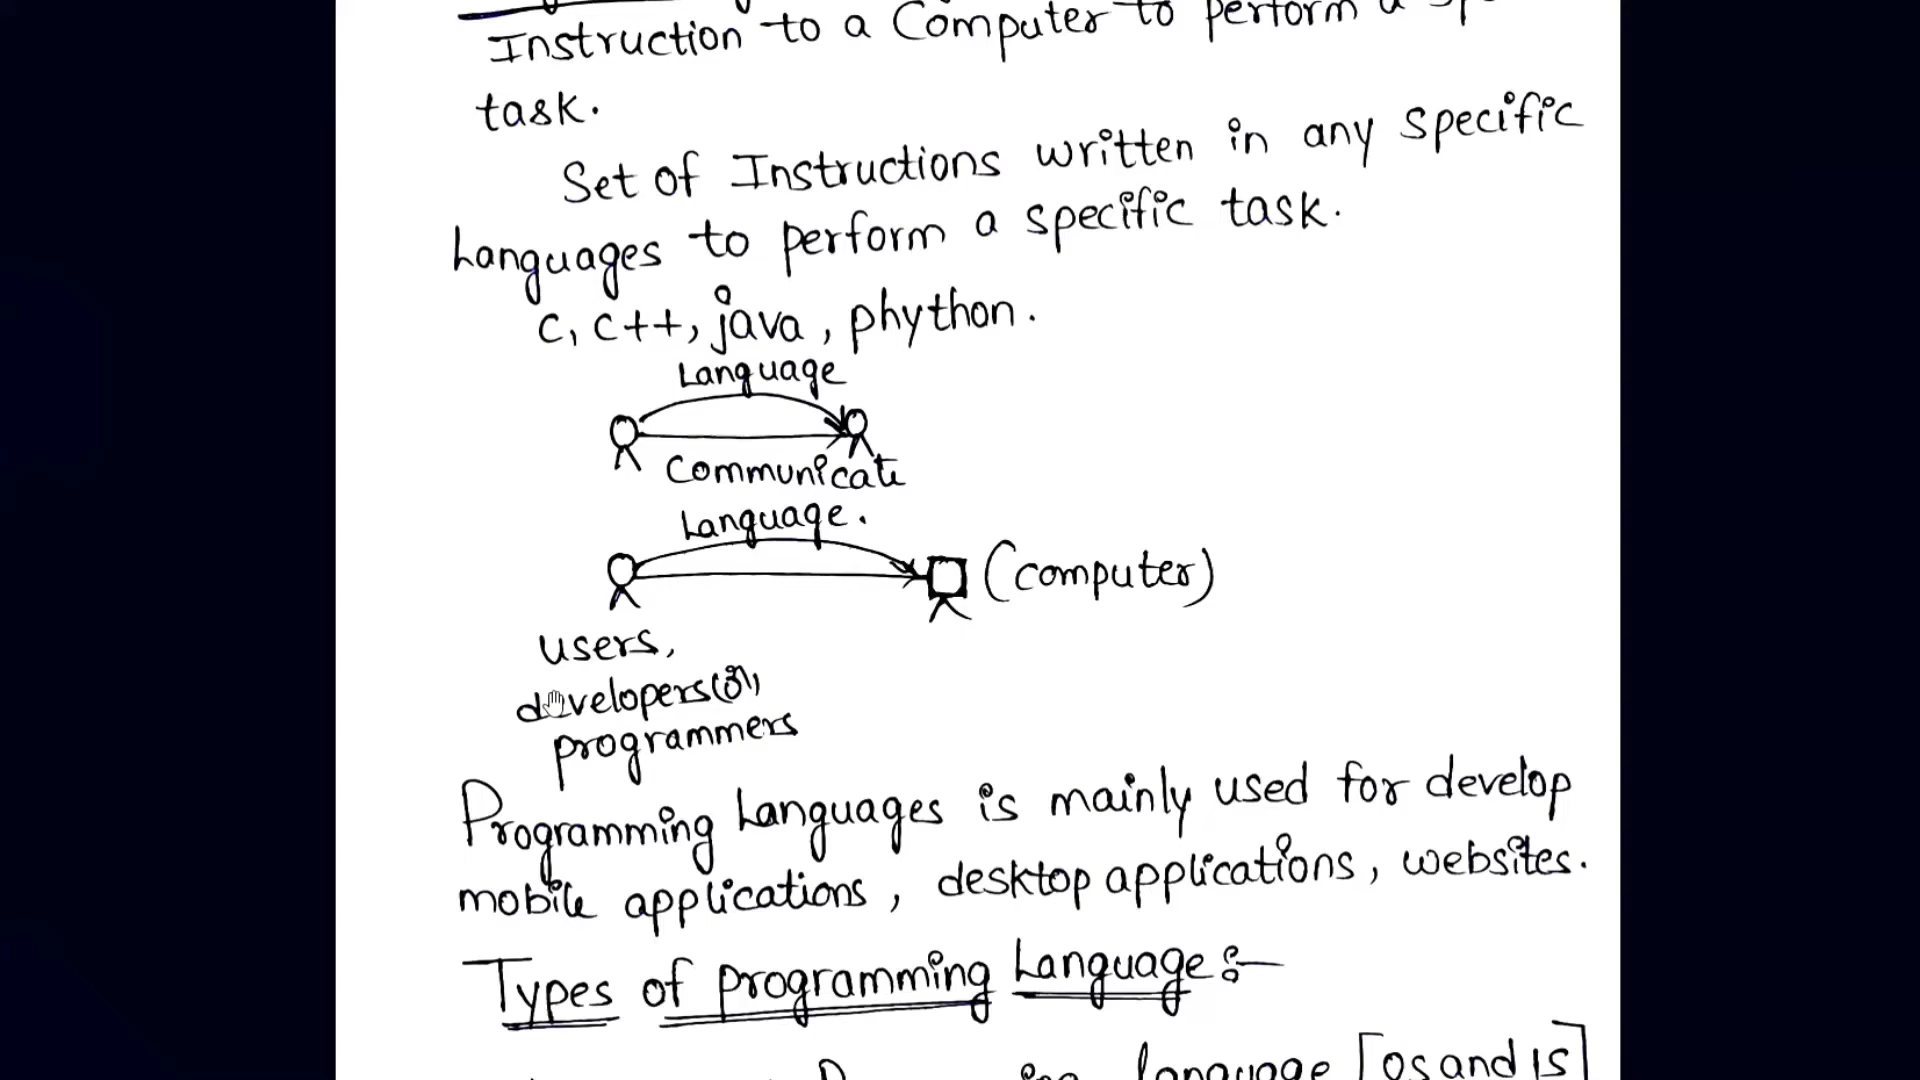 Instruction to a Computer to perform a
task.
Set of Instructions written in any specific
Languages to perform a specific task.
C, C++, java, phython.
Language
Communicate
Language.
(computer)
users,
developers(or)
programmers
Programming Languages is mainly used for develop
mobile applications, desktop applications, websites.
Types of programming Language:-
language [0s and 1s]